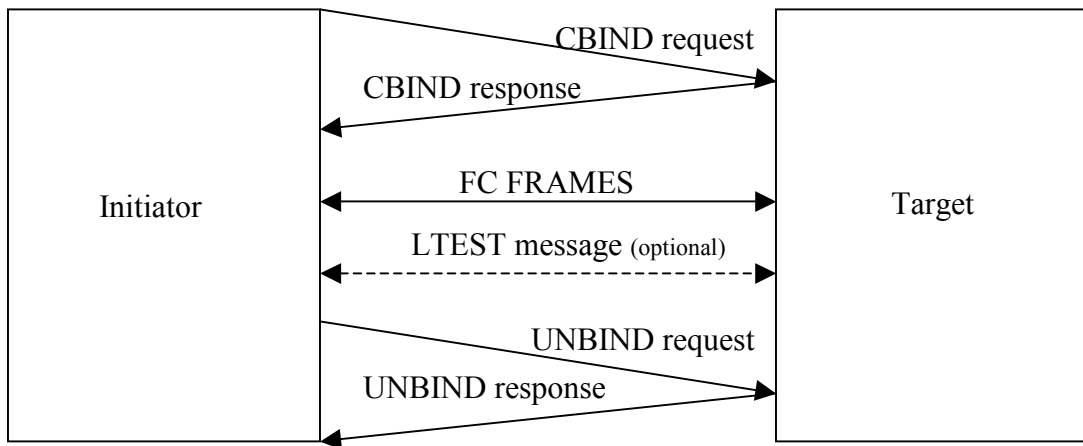 CBIND request
CBIND response
FC FRAMES
Initiator
Target
LTEST message (optional)
UNBIND request
UNBIND response